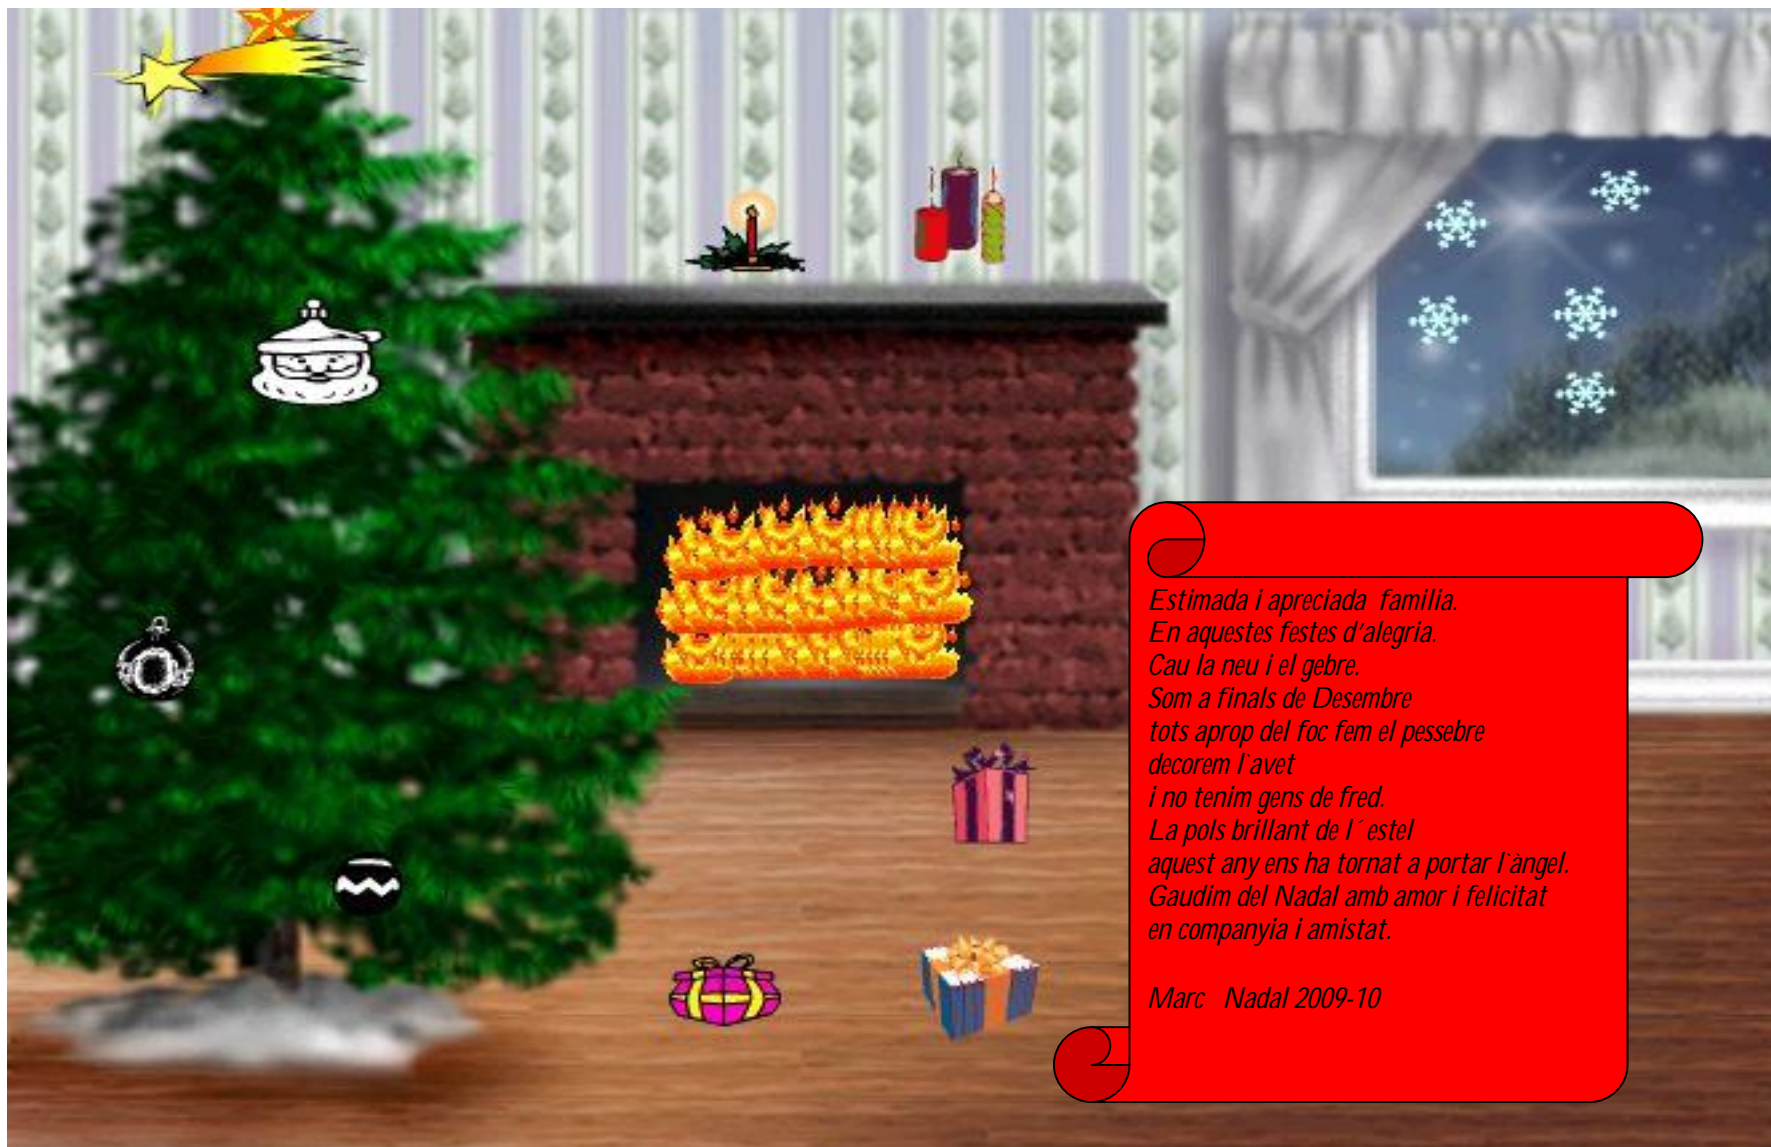 Estimada i apreciada  familia.
En aquestes festes d'alegria.
Cau la neu i el gebre.
Som a finals de Desembre
tots aprop del foc fem el pessebre
decorem l`avet
i no tenim gens de fred.
La pols brillant de l´ estel
aquest any ens ha tornat a portar l`àngel.
Gaudim del Nadal amb amor i felicitat
en companyia i amistat.
Marc   Nadal 2009-10